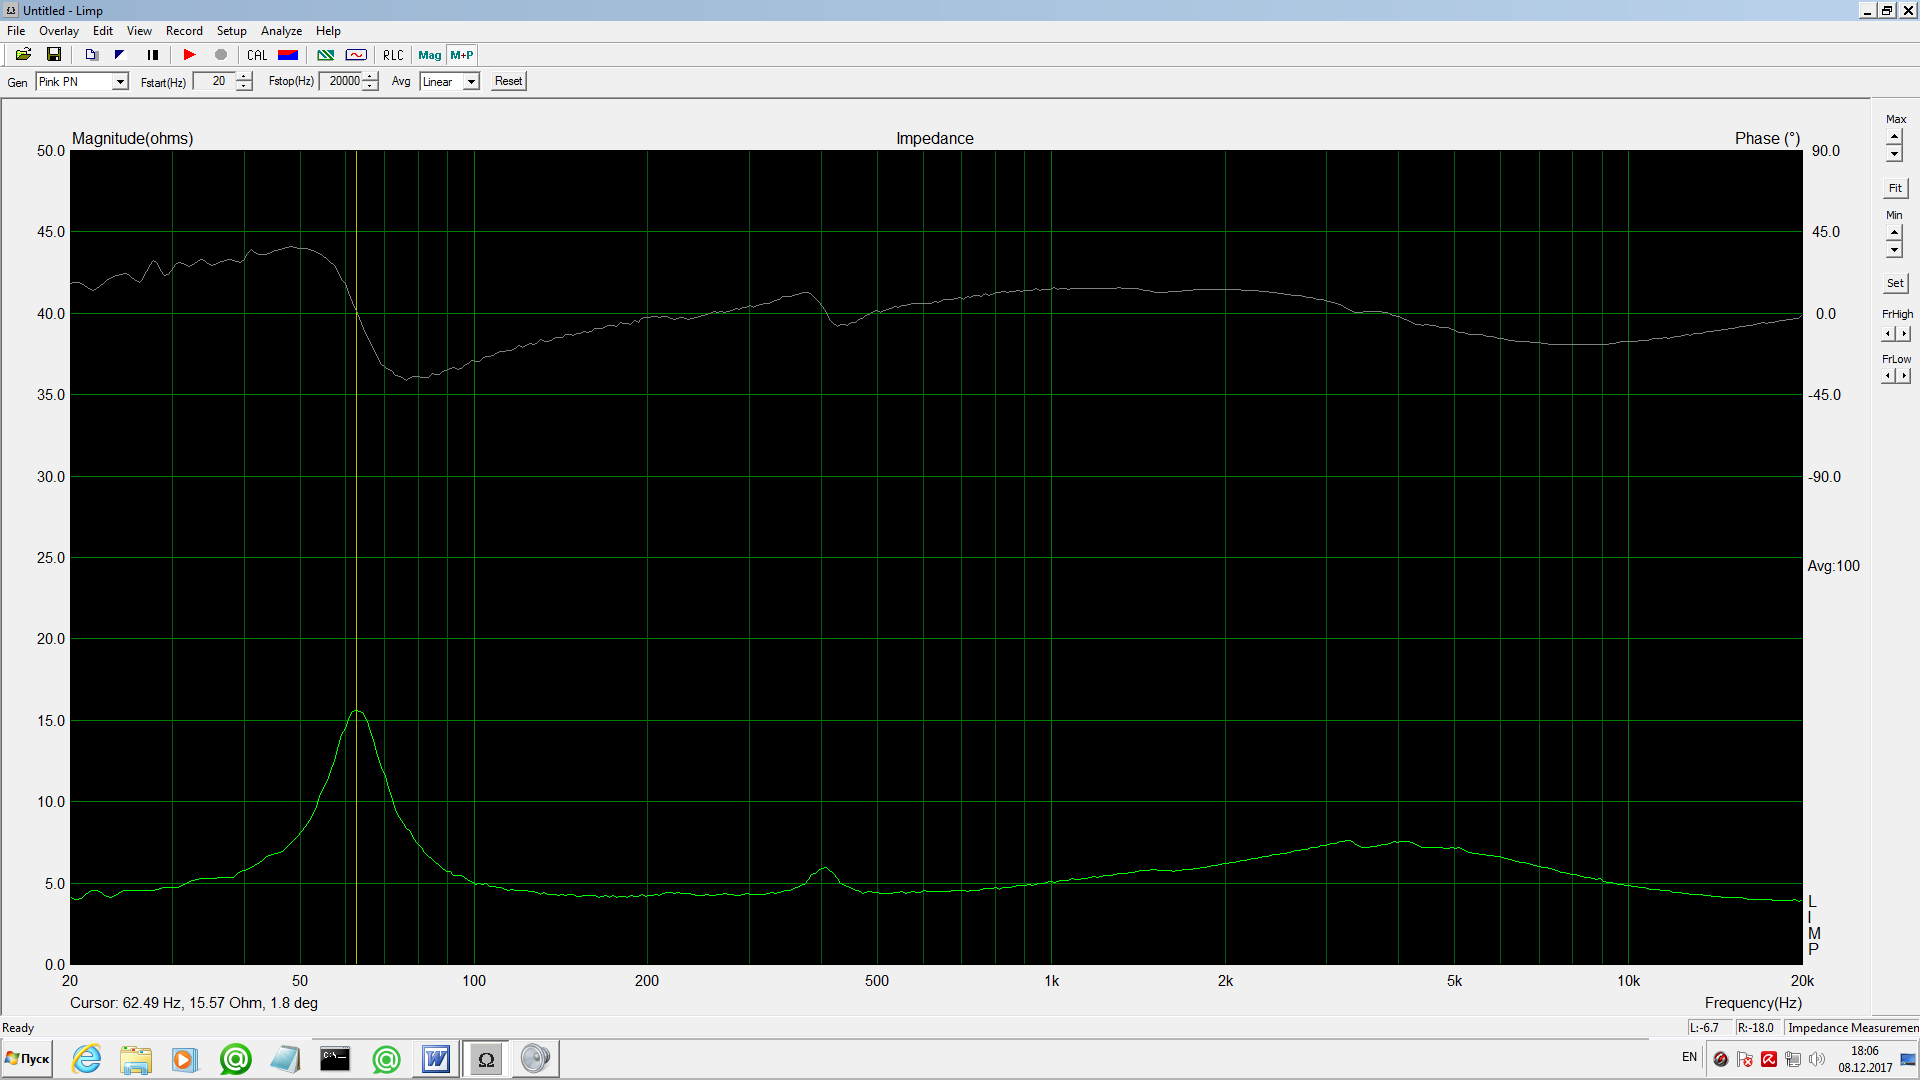 Untitled - Limp
File Overlay Edit View Record Setup Analyze Help
CAL RLC Mag M+P
Gen Pink PN Fstart(Hz) 20 Fstop(Hz) 20000 Avg Linear Reset
Magnitude(ohms) Impedance Phase (°)
50.0 90.0
45.0 45.0
40.0 0.0
35.0 -45.0
30.0 -90.0
25.0
Avg:100
20.0
15.0
10.0
5.0
0.0
L
I
M
P
20 50 100 200 500 1k 2k 5k 10k 20k
Cursor: 62.49 Hz, 15.57 Ohm, 1.8 deg Frequency(Hz)
Max
Fit
Min
Set
FrHigh
FrLow
Ready L:-6.7 R:-18.0 Impedance Measuremen
Пуск C:\_ W Ω EN 18:06
08.12.2017